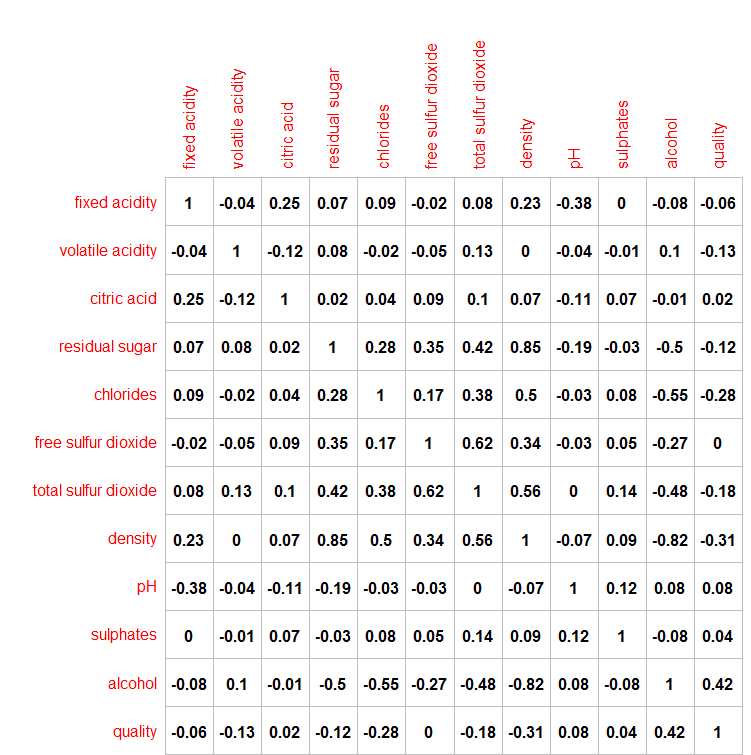 fixed acidity volatile acidity citric acid residual sugar chlorides free sulfur dioxide total sulfur dioxide density pH sulphates alcohol quality
fixed acidity 1 -0.04 0.25 0.07 0.09 -0.02 0.08 0.23 -0.38 0 -0.08 -0.06
volatile acidity -0.04 1 -0.12 0.08 -0.02 -0.05 0.13 0 -0.04 -0.01 0.1 -0.13
citric acid 0.25 -0.12 1 0.02 0.04 0.09 0.1 0.07 -0.11 0.07 -0.01 0.02
residual sugar 0.07 0.08 0.02 1 0.28 0.35 0.42 0.85 -0.19 -0.03 -0.5 -0.12
chlorides 0.09 -0.02 0.04 0.28 1 0.17 0.38 0.5 -0.03 0.08 -0.55 -0.28
free sulfur dioxide -0.02 -0.05 0.09 0.35 0.17 1 0.62 0.34 -0.03 0.05 -0.27 0
total sulfur dioxide 0.08 0.13 0.1 0.42 0.38 0.62 1 0.56 0 0.14 -0.48 -0.18
density 0.23 0 0.07 0.85 0.5 0.34 0.56 1 -0.07 0.09 -0.82 -0.31
pH -0.38 -0.04 -0.11 -0.19 -0.03 -0.03 0 -0.07 1 0.12 0.08 0.08
sulphates 0 -0.01 0.07 -0.03 0.08 0.05 0.14 0.09 0.12 1 -0.08 0.04
alcohol -0.08 0.1 -0.01 -0.5 -0.55 -0.27 -0.48 -0.82 0.08 -0.08 1 0.42
quality -0.06 -0.13 0.02 -0.12 -0.28 0 -0.18 -0.31 0.08 0.04 0.42 1